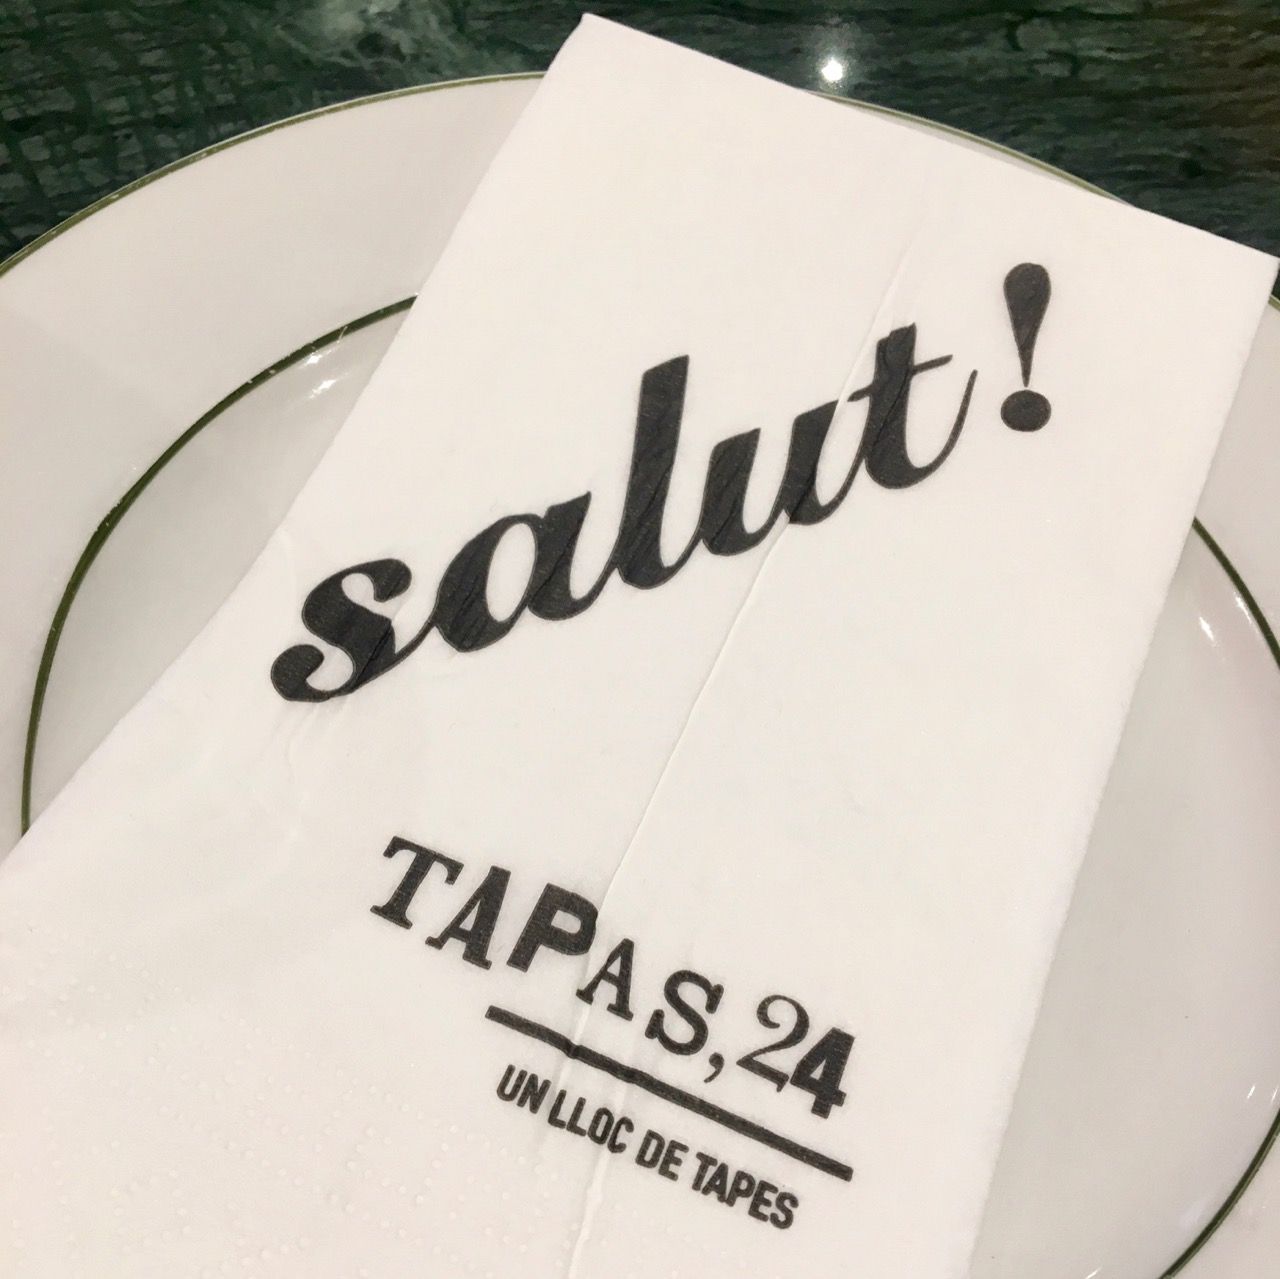 salut!
TAPAS,24
UN LLOC DE TAPES